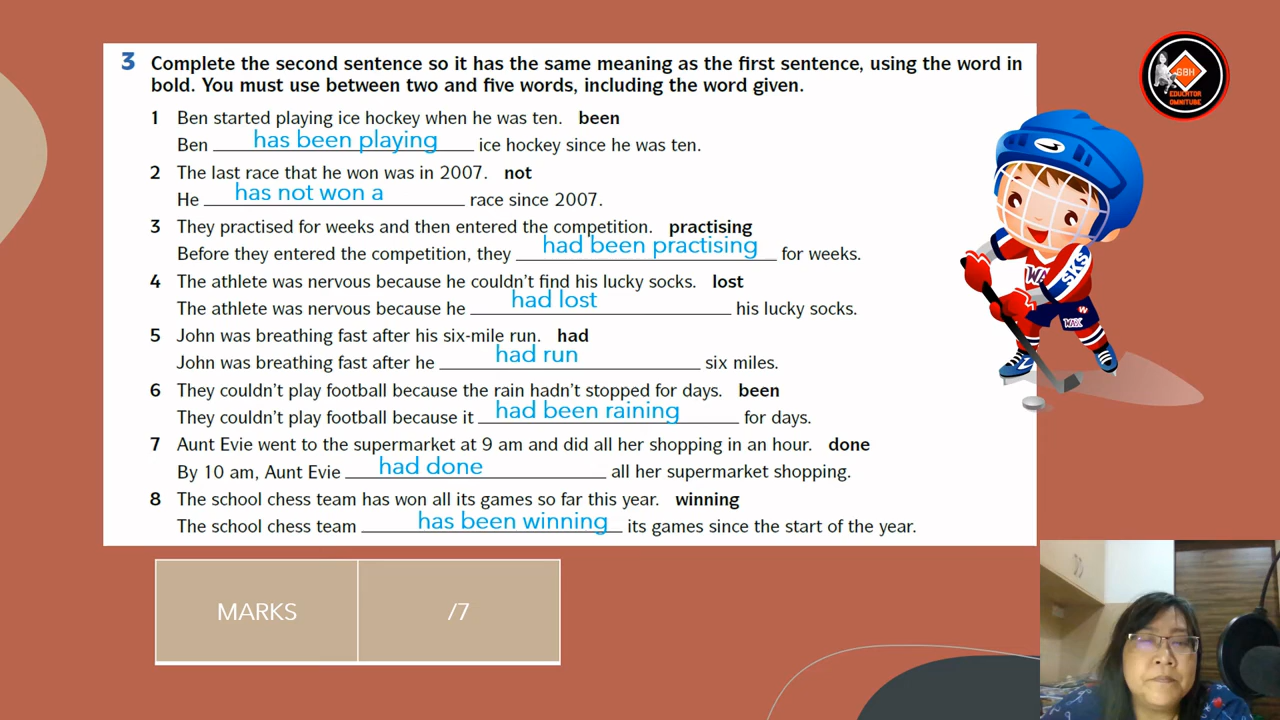 3 Complete the second sentence so it has the same meaning as the first sentence, using the word in
bold. You must use between two and five words, including the word given.
1 Ben started playing ice hockey when he was ten. been
Ben has been playing ice hockey since he was ten.
2 The last race that he won was in 2007. not
He has not won a race since 2007.
3 They practised for weeks and then entered the competition. practising
Before they entered the competition, they had been practising for weeks.
4 The athlete was nervous because he couldn't find his lucky socks. lost
The athlete was nervous because he had lost his lucky socks.
5 John was breathing fast after his six-mile run. had
John was breathing fast after he had run six miles.
6 They couldn't play football because the rain hadn't stopped for days. been
They couldn't play football because it had been raining for days.
7 Aunt Evie went to the supermarket at 9 am and did all her shopping in an hour. done
By 10 am, Aunt Evie had done all her supermarket shopping.
8 The school chess team has won all its games so far this year. winning
The school chess team has been winning its games since the start of the year.
MARKS /7
GBH
EDUCATOR
OMNITUBE
SKS
WAX